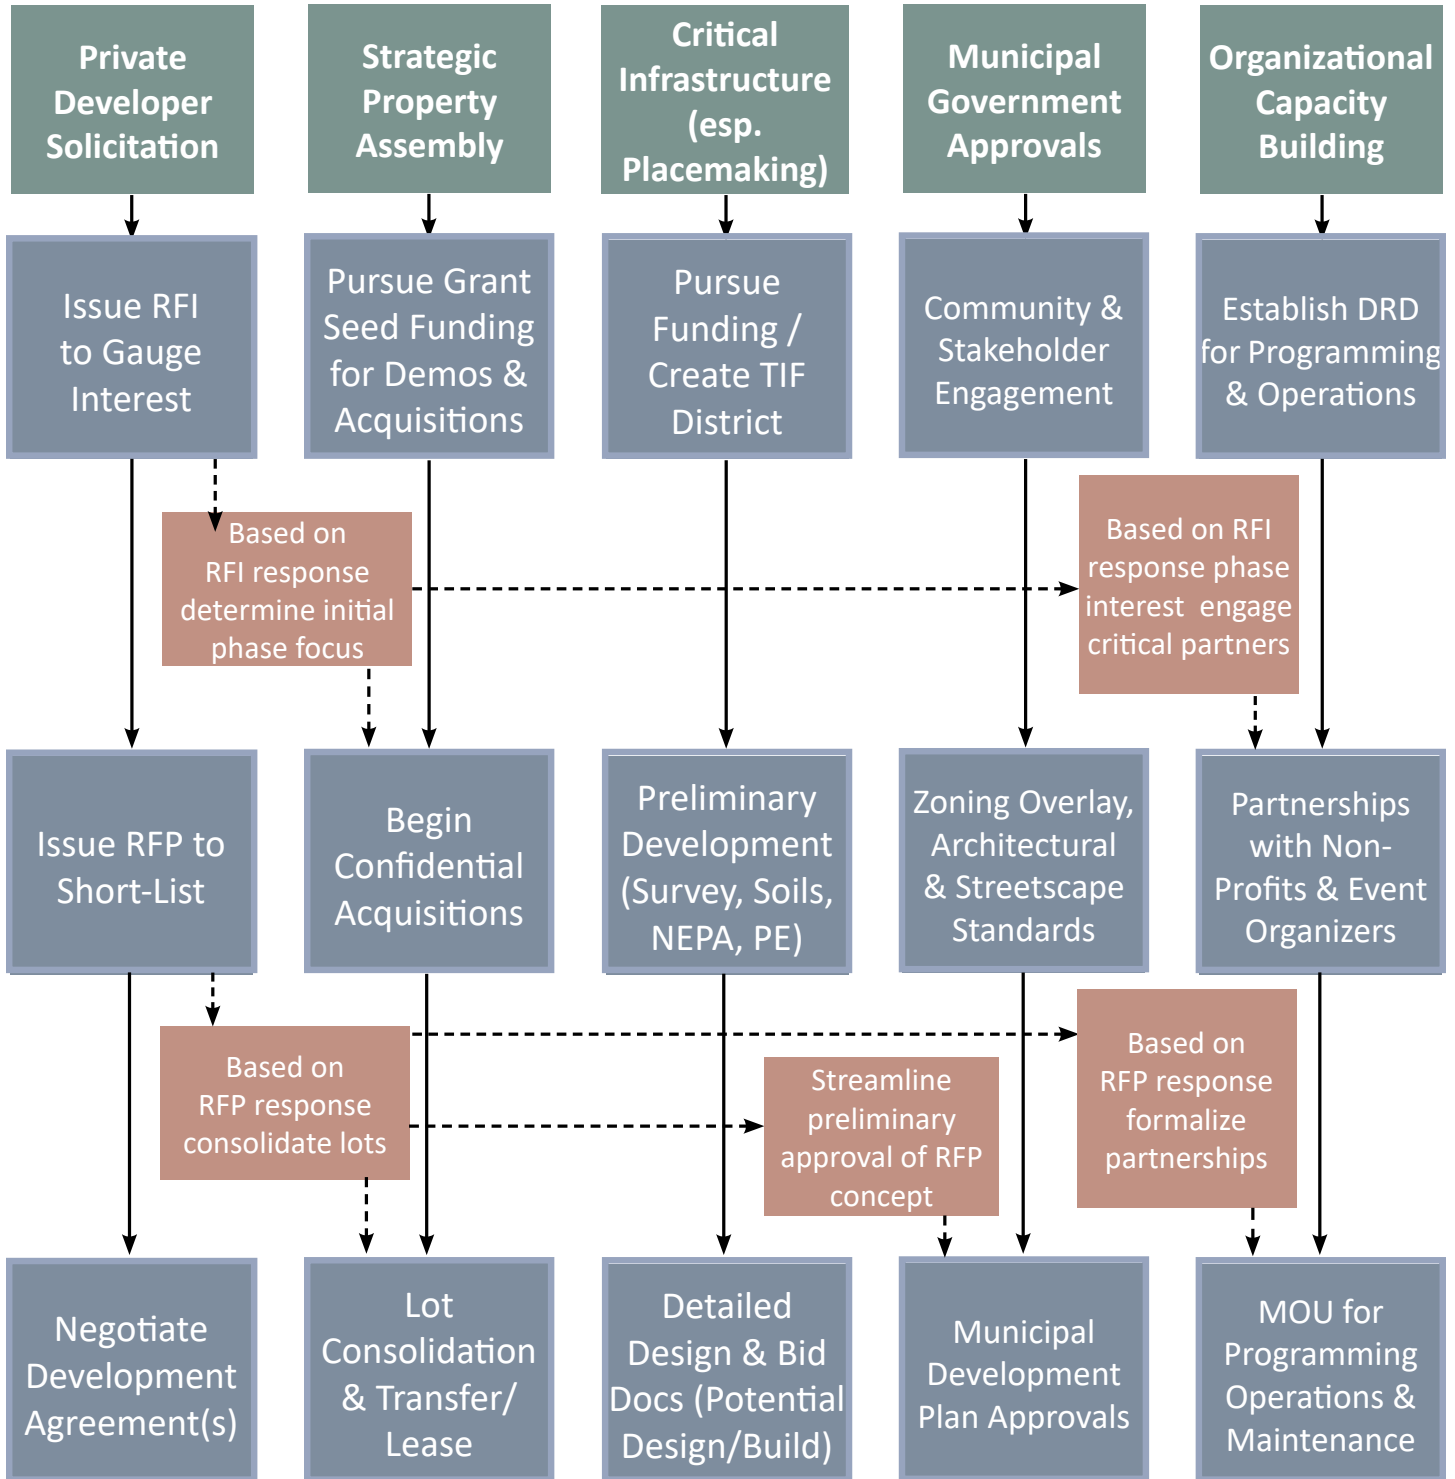 Private
Developer
Solicitation
Strategic
Property
Assembly
Critical
Infrastructure
(esp.
Placemaking)
Municipal
Government
Approvals
Organizational
Capacity
Building
Issue RFI
to Gauge
Interest
Pursue Grant
Seed Funding
for Demos &
Acquisitions
Pursue
Funding /
Create TIF
District
Community &
Stakeholder
Engagement
Establish DRD
for Programming
& Operations
Based on
RFI response
determine initial
phase focus
Based on RFI
response phase
interest engage
critical partners
Issue RFP to
Short-List
Begin
Confidential
Acquisitions
Preliminary
Development
(Survey, Soils,
NEPA, PE)
Zoning Overlay,
Architectural
& Streetscape
Standards
Partnerships
with Non-
Profits & Event
Organizers
Based on
RFP response
consolidate lots
Streamline
preliminary
approval of RFP
concept
Based on
RFP response
formalize
partnerships
Negotiate
Development
Agreement(s)
Lot
Consolidation
& Transfer/
Lease
Detailed
Design & Bid
Docs (Potential
Design/Build)
Municipal
Development
Plan Approvals
MOU for
Programming
Operations &
Maintenance